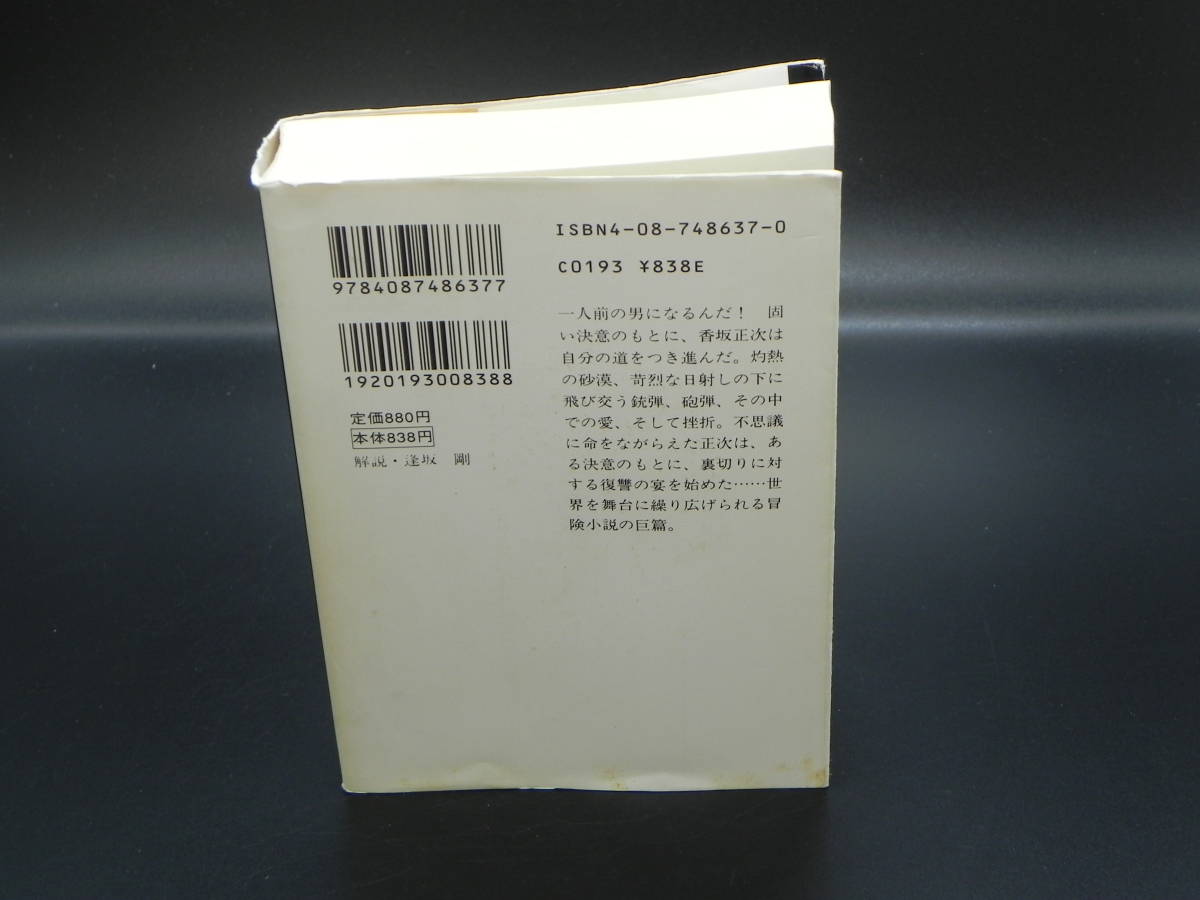 ISBN4-08-748637-0
C0193 ¥838E
9784087486377
1920193008388
定価880円
本体838円
解説・逢坂 剛
一人前の男になるんだ! 固
い決意のもとに、香坂正次は
自分の道をつき進んだ。灼熱
の砂漠、苛烈な日射しの下に
飛び交う銃弾、砲弾、その中
での愛、そして挫折。不思議
に命をながらえた正次は、あ
る決意のもとに、裏切りに対
する復讐の宴を始めた……世
界を舞台に繰り広げられる冒
険小説の巨篇。